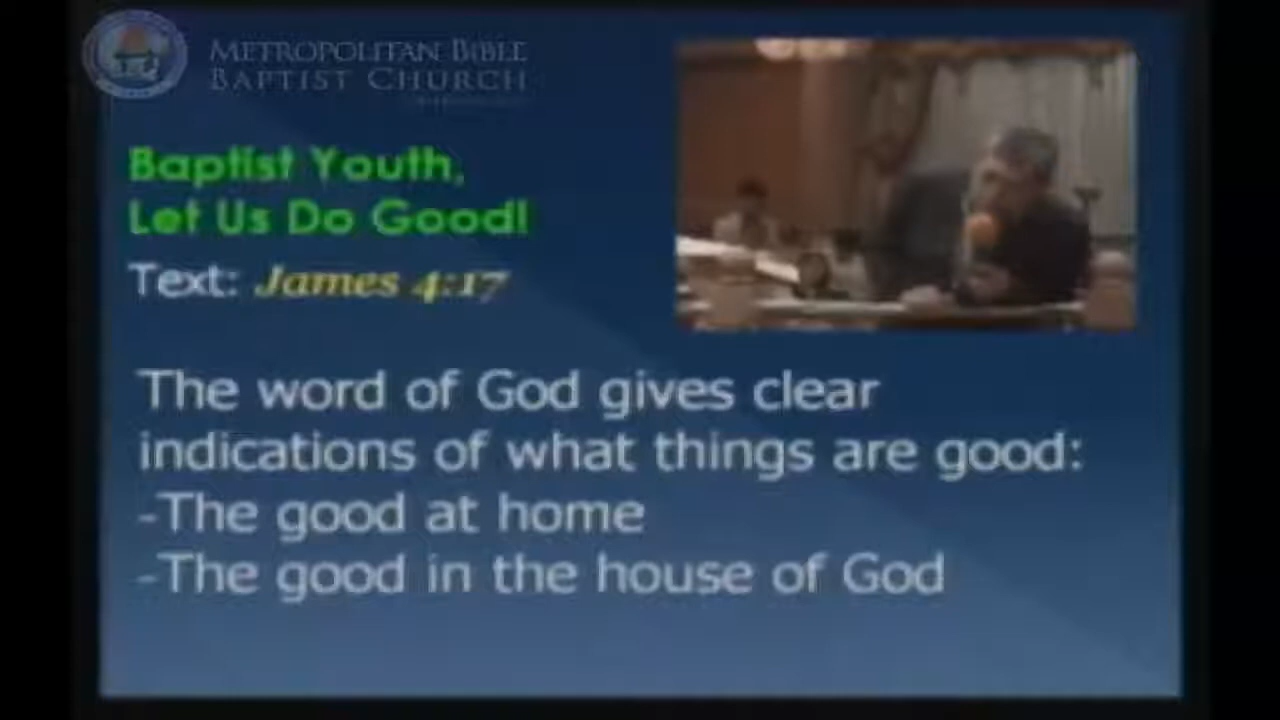 METROPOLITAN BIBLE
BAPTIST CHURCH
Baptist Youth,
Let Us Do Good!
Text: James 4:17
The word of God gives clear
indications of what things are good:
-The good at home
-The good in the house of God